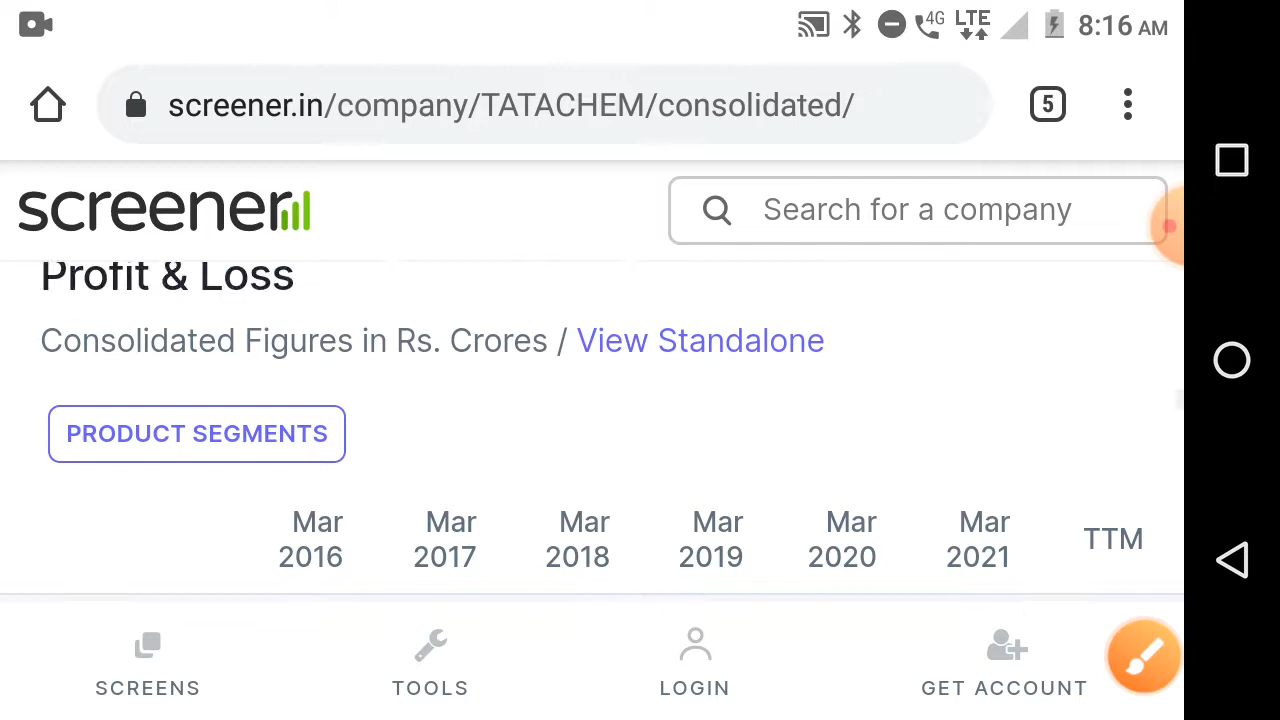 4G LTE 8:16 AM
screener.in/company/TATACHEM/consolidated/ 5
screener Search for a company
Profit & Loss
Consolidated Figures in Rs. Crores / View Standalone
PRODUCT SEGMENTS
Mar 2016 Mar 2017 Mar 2018 Mar 2019 Mar 2020 Mar 2021 TTM
SCREENS TOOLS LOGIN GET ACCOUNT